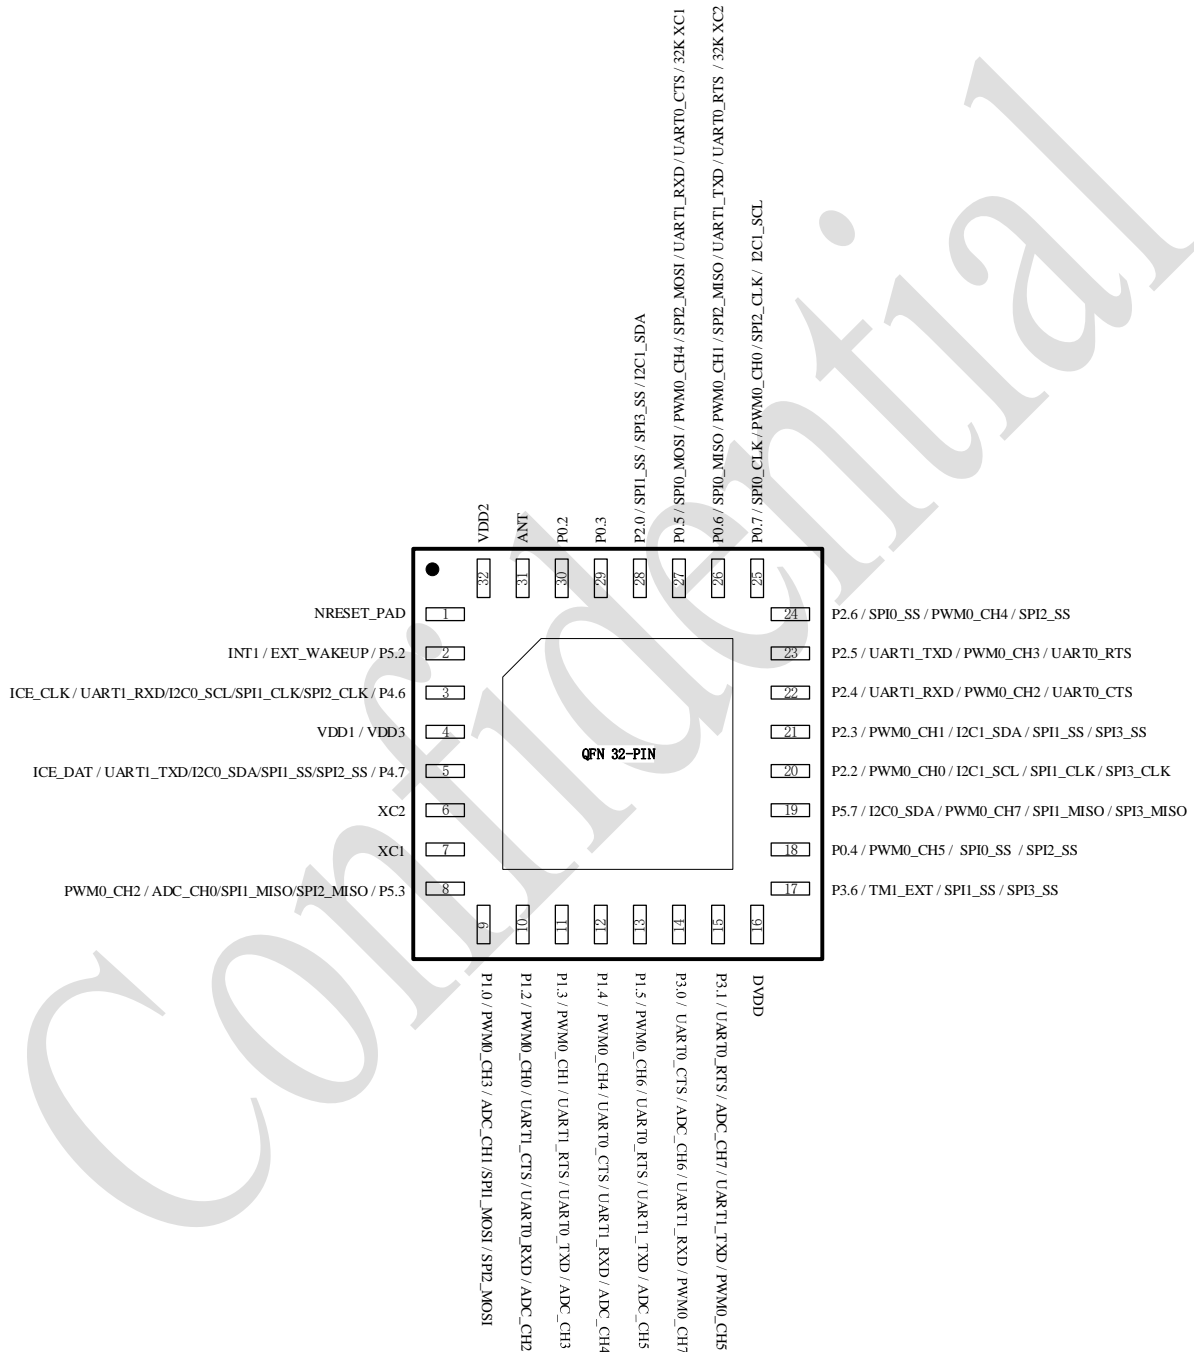 P2.0 / SPI1_SS / SPI3_SS / I2C1_SDA
P0.5 / SPI0_MOSI / PWM0_CH4 / SPI2_MOSI / UART1_RXD / UART0_CTS / 32K XC1
P0.6 / SPI0_MISO / PWM0_CH1 / SPI2_MISO / UART1_TXD / UART0_RTS / 32K XC2
P0.7 / SPI0_CLK / PWM0_CH0 / SPI2_CLK / I2C1_SCL
VDD2
ANT
P0.2
P0.3
32
31
30
29
28
27
26
25
NRESET_PAD
1
24
P2.6 / SPI0_SS / PWM0_CH4 / SPI2_SS
INT1 / EXT_WAKEUP / P5.2
2
23
P2.5 / UART1_TXD / PWM0_CH3 / UART0_RTS
ICE_CLK / UART1_RXD/I2C0_SCL/SPI1_CLK/SPI2_CLK / P4.6
3
22
P2.4 / UART1_RXD / PWM0_CH2 / UART0_CTS
VDD1 / VDD3
4
21
P2.3 / PWM0_CH1 / I2C1_SDA / SPI1_SS / SPI3_SS
QFN 32-PIN
ICE_DAT / UART1_TXD/I2C0_SDA/SPI1_SS/SPI2_SS / P4.7
5
20
P2.2 / PWM0_CH0 / I2C1_SCL / SPI1_CLK / SPI3_CLK
XC2
6
19
P5.7 / I2C0_SDA / PWM0_CH7 / SPI1_MISO / SPI3_MISO
XC1
7
18
P0.4 / PWM0_CH5 / SPI0_SS / SPI2_SS
PWM0_CH2 / ADC_CH0/SPI1_MISO/SPI2_MISO / P5.3
8
17
P3.6 / TM1_EXT / SPI1_SS / SPI3_SS
9
10
11
12
13
14
15
16
P1.0 / PWM0_CH3 / ADC_CH1 /SPI1_MOSI / SPI2_MOSI
P1.2 / PWM0_CH0 / UART1_CTS / UART0_RXD / ADC_CH2
P1.3 / PWM0_CH1 / UART1_RTS / UART0_TXD / ADC_CH3
P1.4 / PWM0_CH4 / UART0_CTS / UART1_RXD / ADC_CH4
P1.5 / PWM0_CH6 / UART0_RTS / UART1_TXD / ADC_CH5
P3.0 / UART0_CTS / ADC_CH6 / UART1_RXD / PWM0_CH7
P3.1 / UART0_RTS / ADC_CH7 / UART1_TXD / PWM0_CH5
DVDD
Confidential